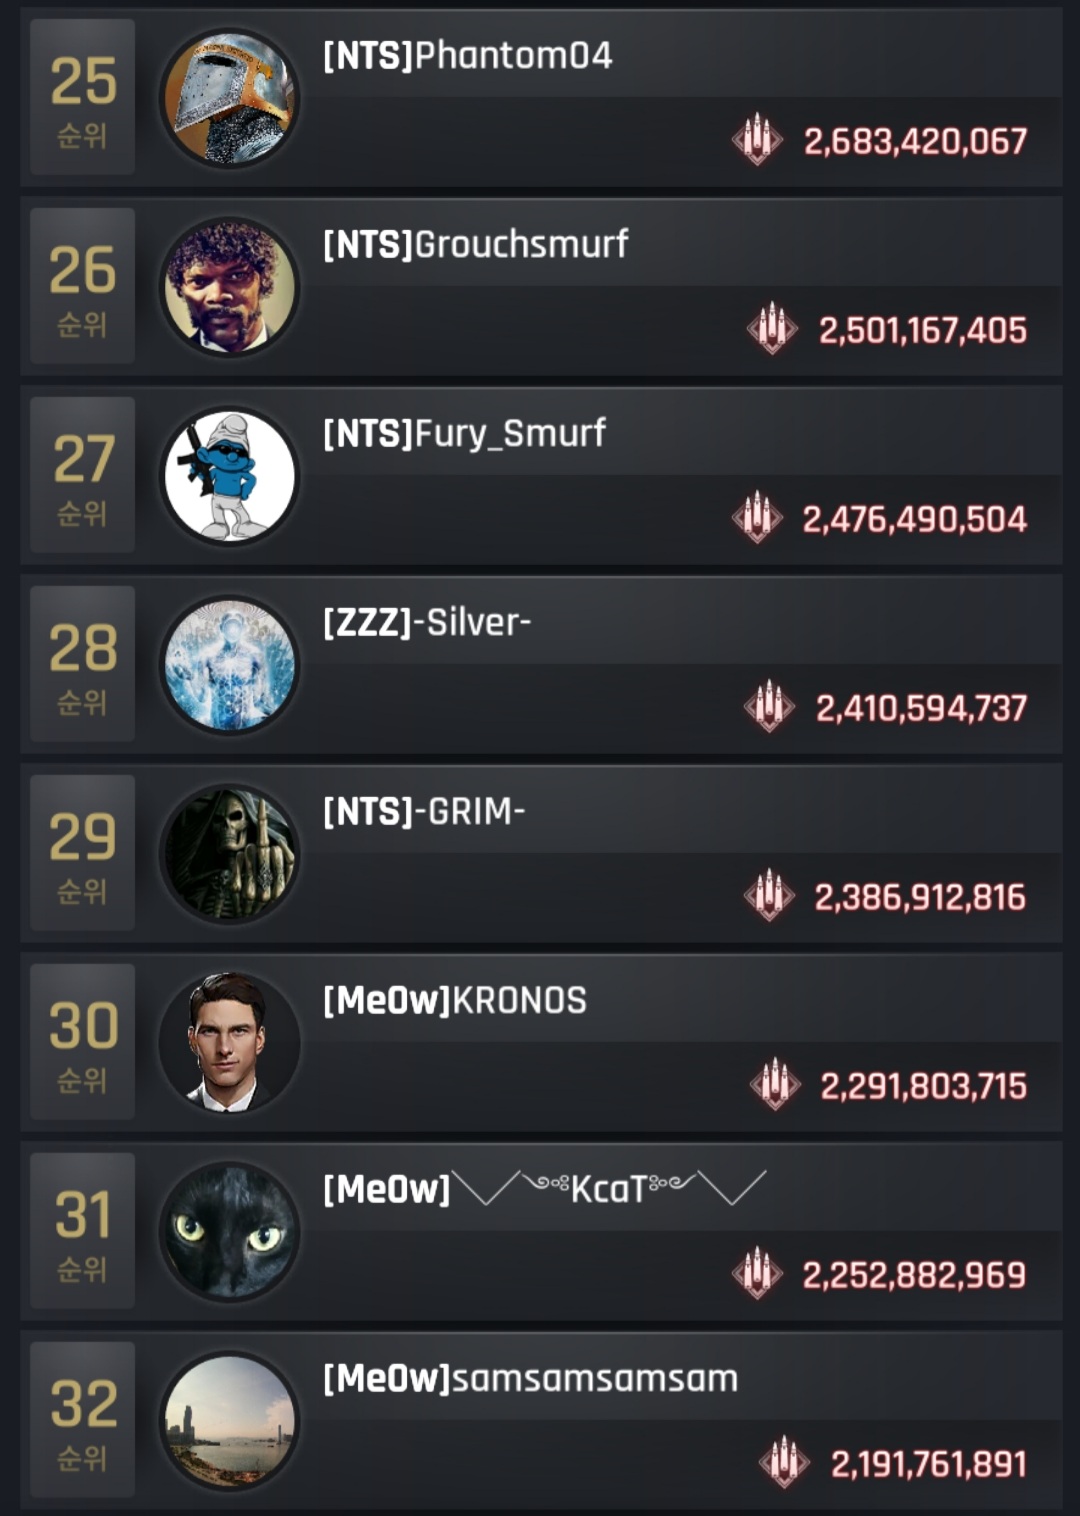 25
순위
[NTS]Phantom04
2,683,420,067
26
순위
[NTS]Grouchsmurf
2,501,167,405
27
순위
[NTS]Fury_Smurf
2,476,490,504
28
순위
[ZZZ]-Silver-
2,410,594,737
29
순위
[NTS]-GRIM-
2,386,912,816
30
순위
[Me0w]KRONOS
2,291,803,715
31
순위
[Me0w]╲╱༺KcaT༻╲╱
2,252,882,969
32
순위
[Me0w]samsamsamsam
2,191,761,891